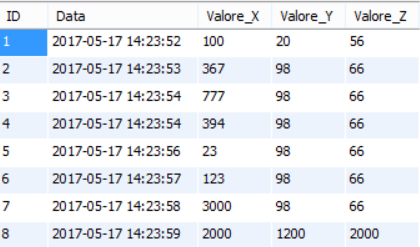 ID Data Valore_X Valore_Y Valore_Z
1 2017-05-17 14:23:52 100 20 56
2 2017-05-17 14:23:53 367 98 66
3 2017-05-17 14:23:54 777 98 66
4 2017-05-17 14:23:54 394 98 66
5 2017-05-17 14:23:56 23 98 66
6 2017-05-17 14:23:57 123 98 66
7 2017-05-17 14:23:58 3000 98 66
8 2017-05-17 14:23:59 2000 1200 2000